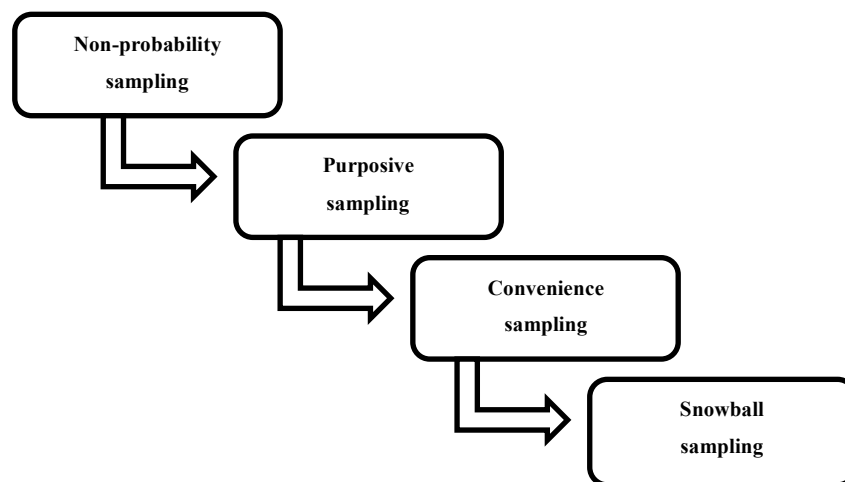 Non-probability
sampling
Purposive
sampling
Convenience
sampling
Snowball
sampling